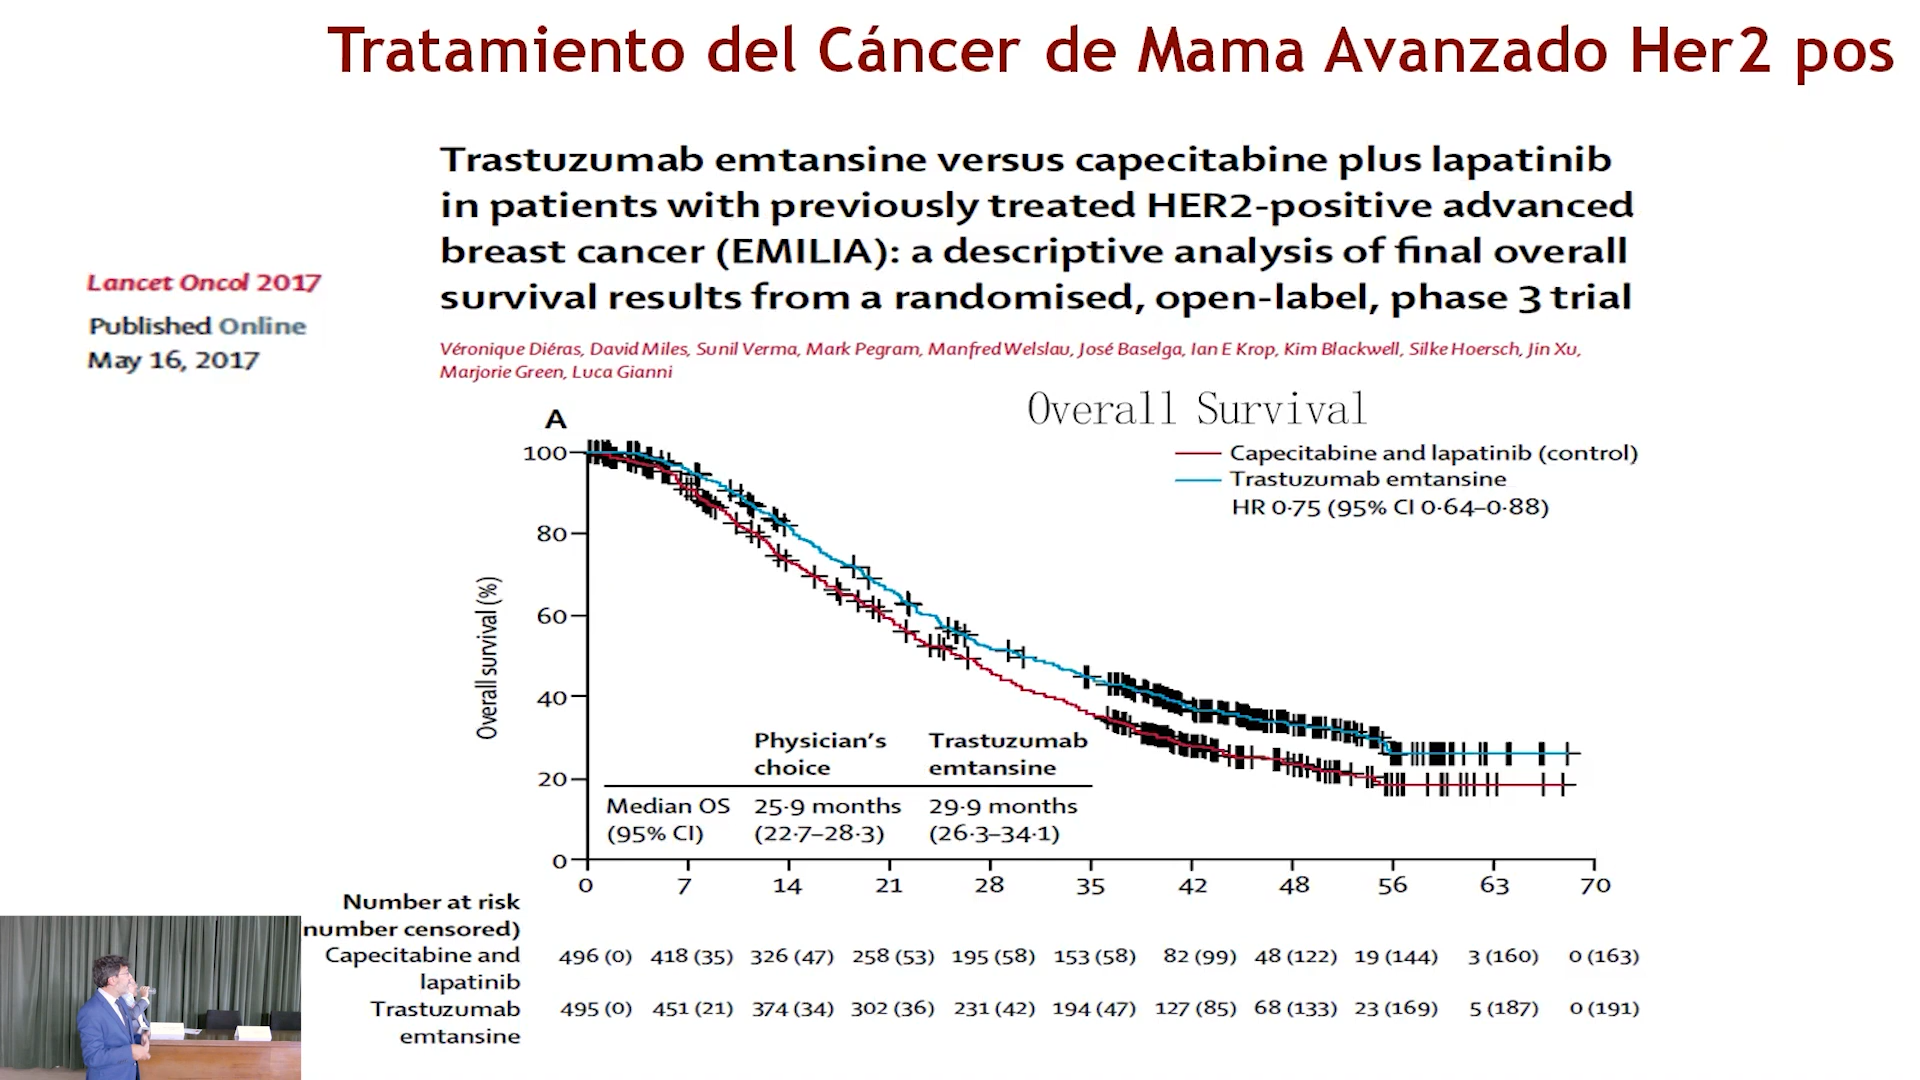 Tratamiento del Cáncer de Mama Avanzado Her2 pos
Trastuzumab emtansine versus capecitabine plus lapatinib
in patients with previously treated HER2-positive advanced
breast cancer (EMILIA): a descriptive analysis of final overall
survival results from a randomised, open-label, phase 3 trial
Lancet Oncol 2017
Published Online
May 16, 2017
Véronique Diéras, David Miles, Sunil Verma, Mark Pegram, Manfred Welslau, José Baselga, Ian E Krop, Kim Blackwell, Silke Hoersch, Jin Xu,
Marjorie Green, Luca Gianni
Overall Survival
A
Capecitabine and lapatinib (control)
Trastuzumab emtansine
HR 0·75 (95% CI 0·64–0·88)
Overall survival (%)
100
80
60
40
20
0
Physician's choice
Trastuzumab emtansine
Median OS (95% CI)
25·9 months (22·7–28·3)
29·9 months (26·3–34·1)
0 7 14 21 28 35 42 48 56 63 70
Number at risk
number censored)
Capecitabine and lapatinib
496 (0) 418 (35) 326 (47) 258 (53) 195 (58) 153 (58) 82 (99) 48 (122) 19 (144) 3 (160) 0 (163)
Trastuzumab emtansine
495 (0) 451 (21) 374 (34) 302 (36) 231 (42) 194 (47) 127 (85) 68 (133) 23 (169) 5 (187) 0 (191)